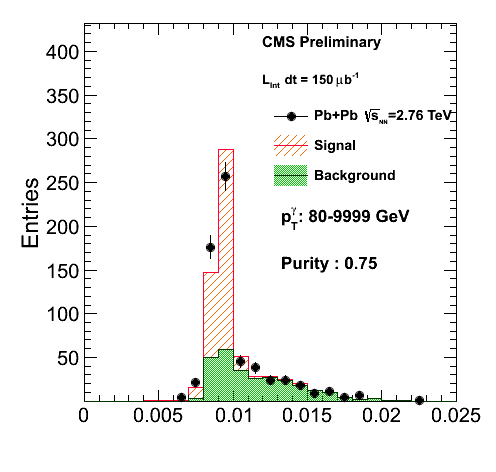 CMS Preliminary
L_Int dt = 150 μb⁻¹
Pb+Pb √s_NN=2.76 TeV
Signal
Background
p_T^γ: 80-9999 GeV
Purity : 0.75
Entries
400
350
300
250
200
150
100
50
0 0.005 0.01 0.015 0.02 0.025